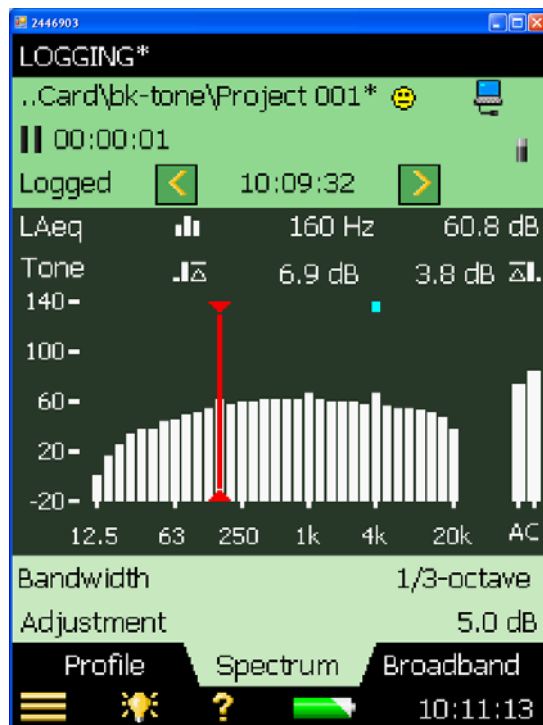 2446903
LOGGING*
..Card\bk-tone\Project 001*
00:00:01
Logged < 10:09:32 >
LAeq 160 Hz 60.8 dB
Tone 6.9 dB 3.8 dB
140
100
60
20
-20
12.5 63 250 1k 4k 20k AC
Bandwidth 1/3-octave
Adjustment 5.0 dB
Profile Spectrum Broadband
? 10:11:13